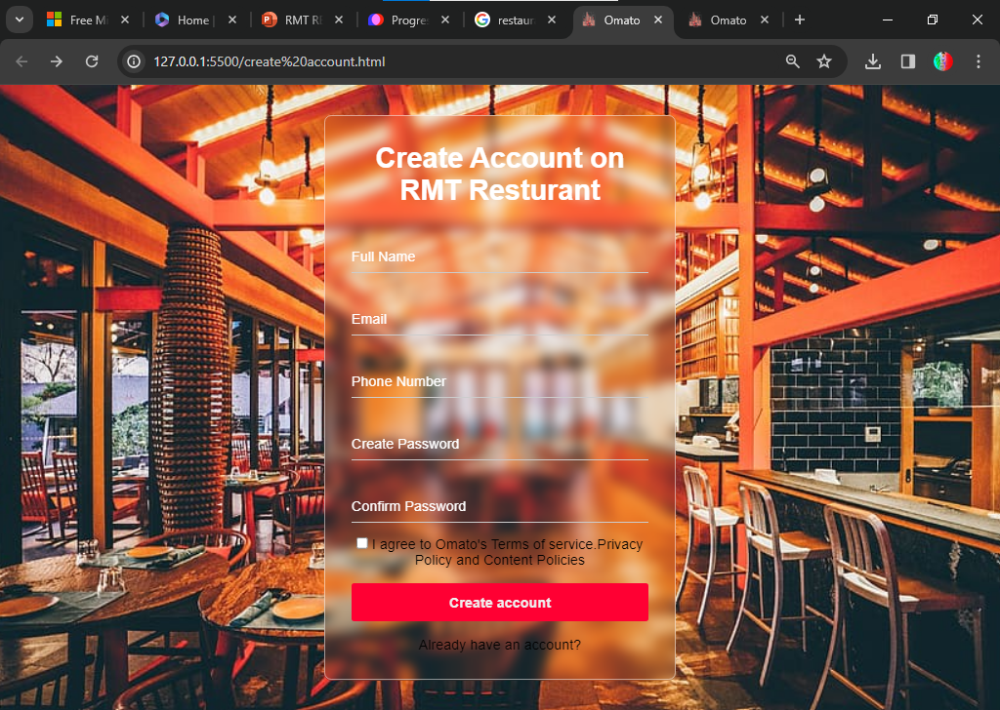 Free Mi
Home |
RMT RE
Progre
restaur
Omato
Omato
127.0.0.1:5500/create%20account.html
Create Account on
RMT Resturant
Full Name
Email
Phone Number
Create Password
Confirm Password
I agree to Omato's Terms of service.Privacy
Policy and Content Policies
Create account
Already have an account?